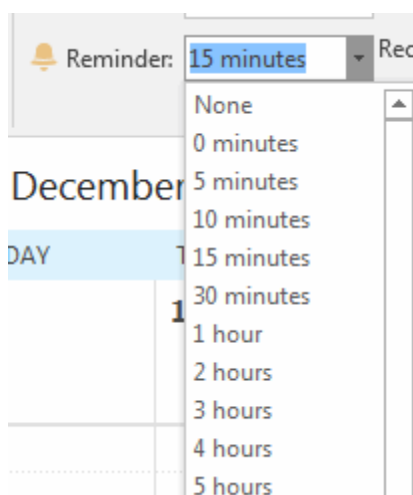 Reminder: 15 minutes Rec
None
0 minutes
5 minutes
December
10 minutes
DAY T
15 minutes
30 minutes
1
1 hour
2 hours
3 hours
4 hours
5 hours